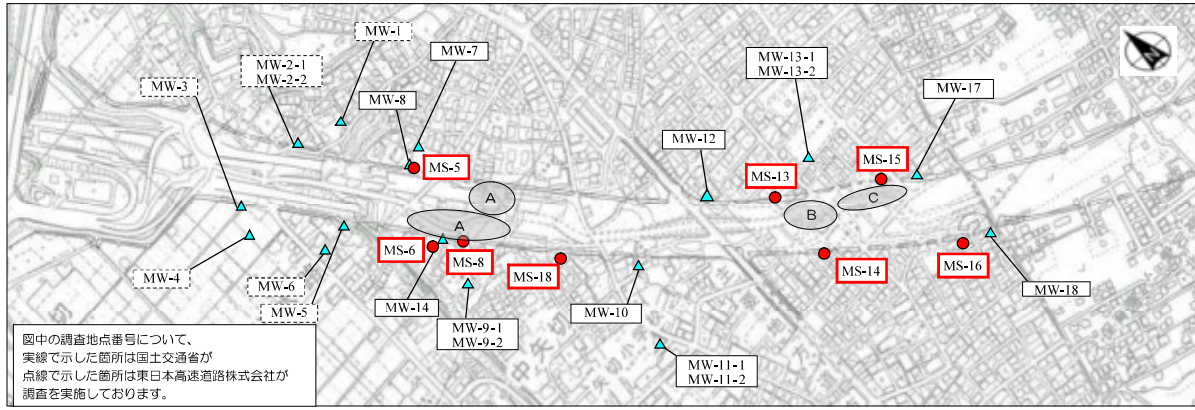 MW-1
MW-7
MW-2-1
MW-2-2
MW-3
MW-8
MS-5
MW-13-1
MW-13-2
MW-17
MW-12
MS-13
MS-15
A
A
B
C
MW-4
MW-6
MW-5
MS-6
MS-8
MS-18
MW-14
MW-9-1
MW-9-2
MW-10
MW-11-1
MW-11-2
MS-14
MS-16
MW-18
図中の調査地点番号について、
実線で示した箇所は国土交通省が
点線で示した箇所は東日本高速道路株式会社が
調査を実施しております。